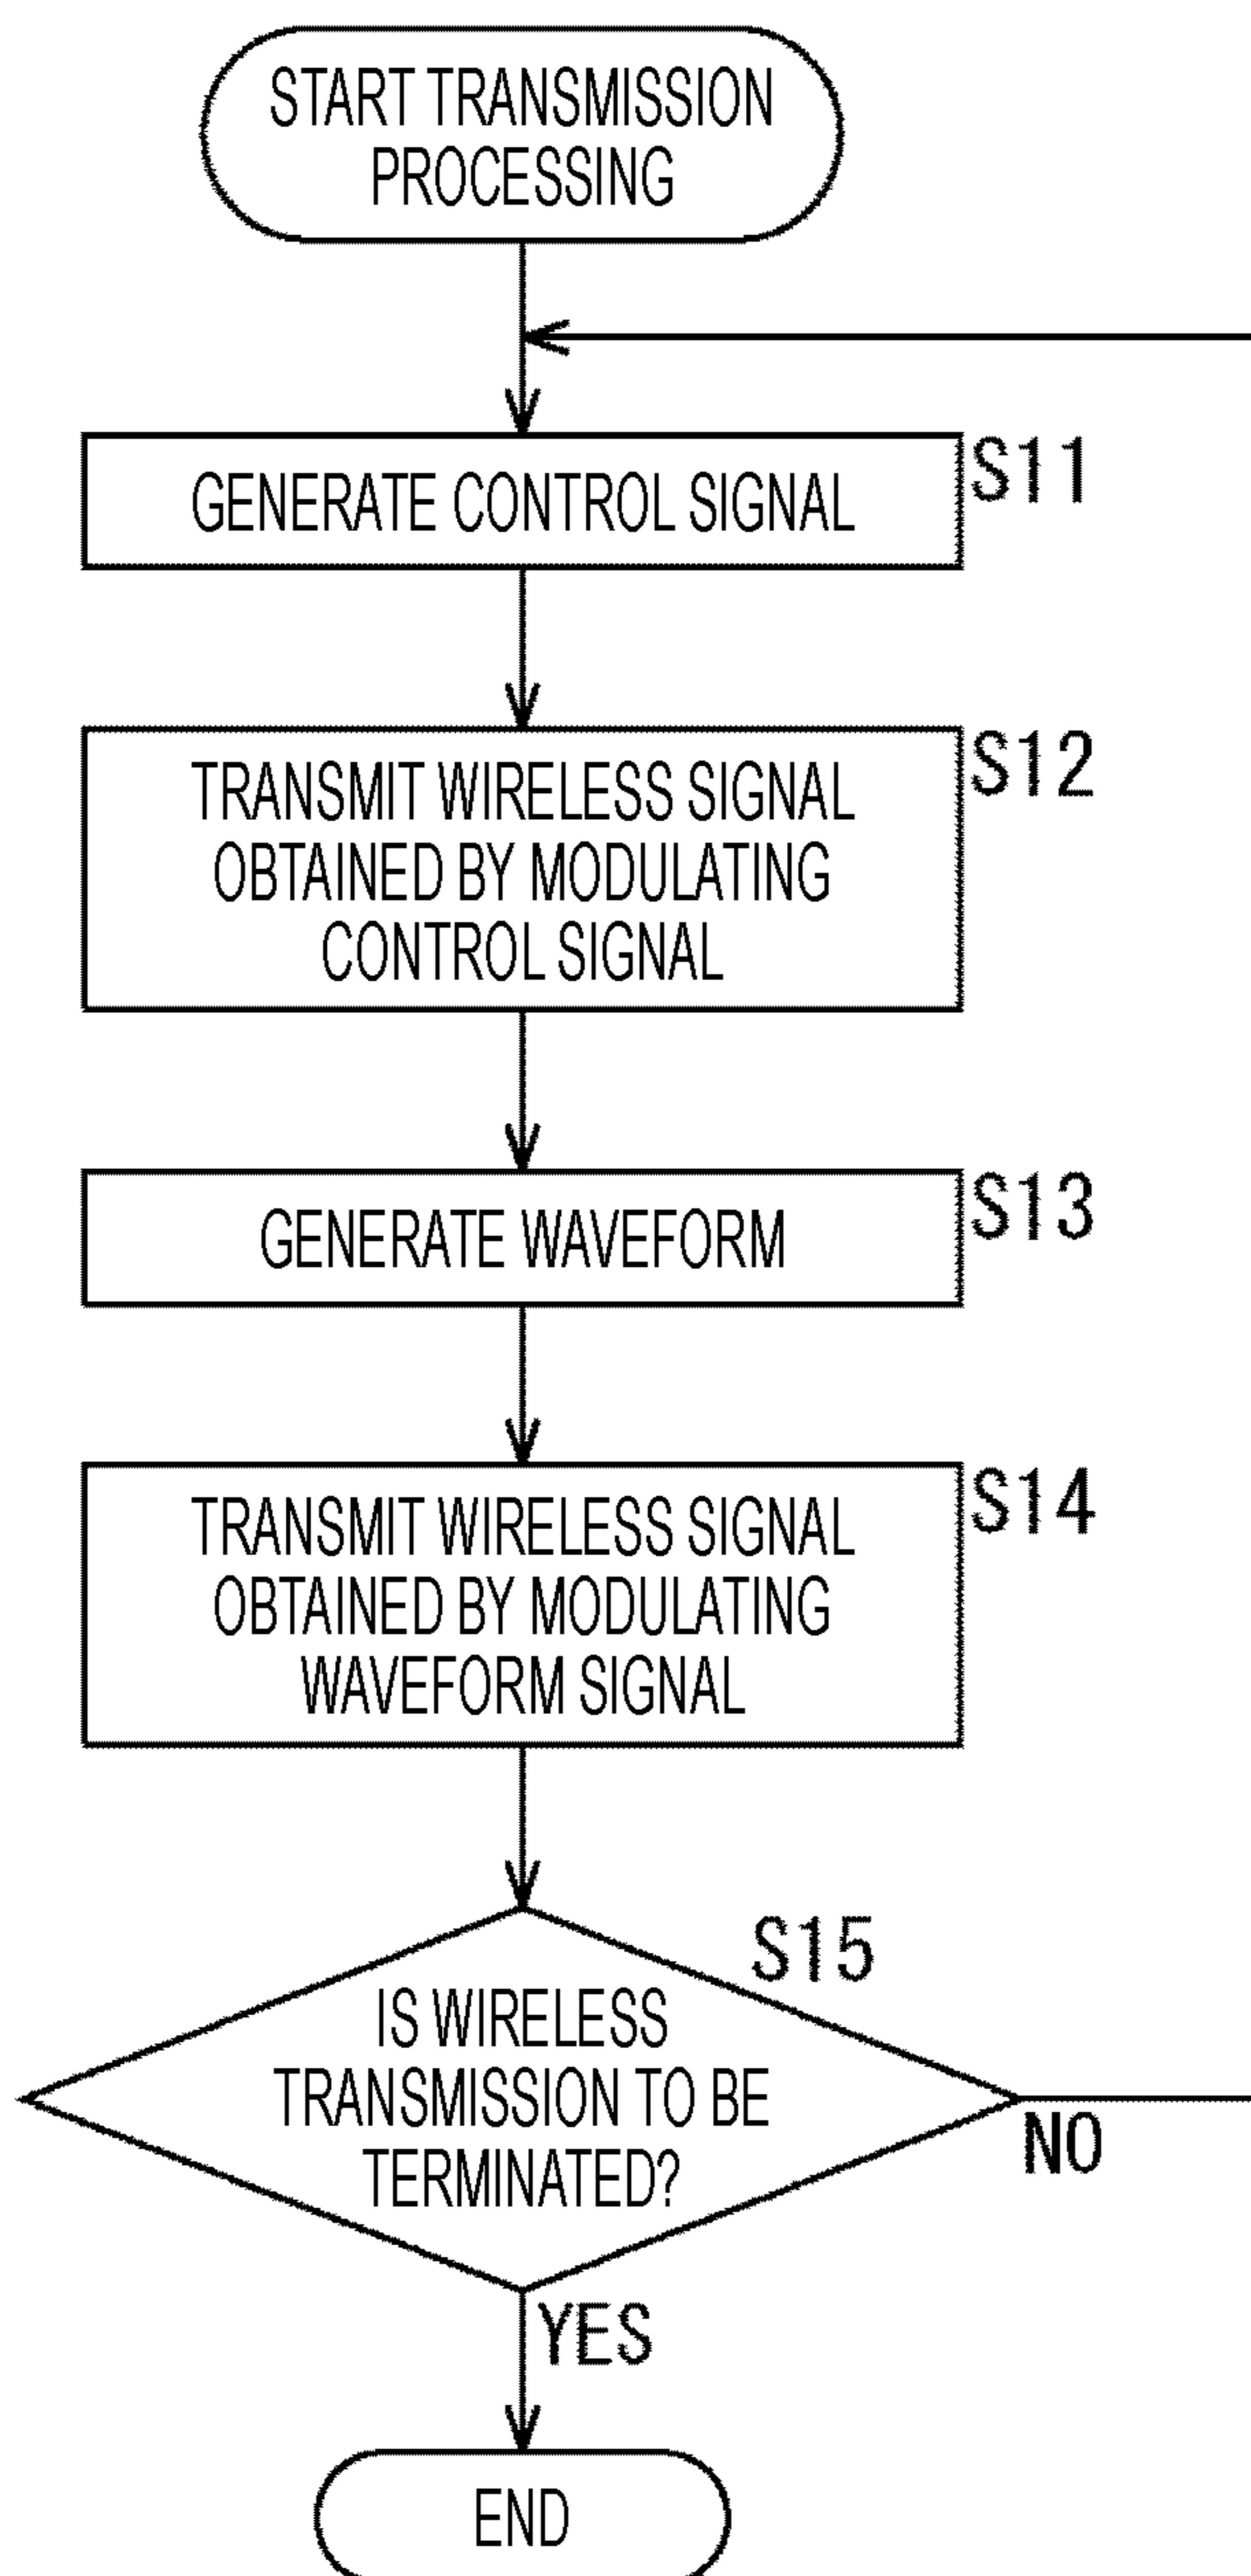 START TRANSMISSION
PROCESSING
S11
GENERATE CONTROL SIGNAL
S12
TRANSMIT WIRELESS SIGNAL
OBTAINED BY MODULATING
CONTROL SIGNAL
S13
GENERATE WAVEFORM
S14
TRANSMIT WIRELESS SIGNAL
OBTAINED BY MODULATING
WAVEFORM SIGNAL
S15
IS WIRELESS
TRANSMISSION TO BE
TERMINATED?
NO
YES
END